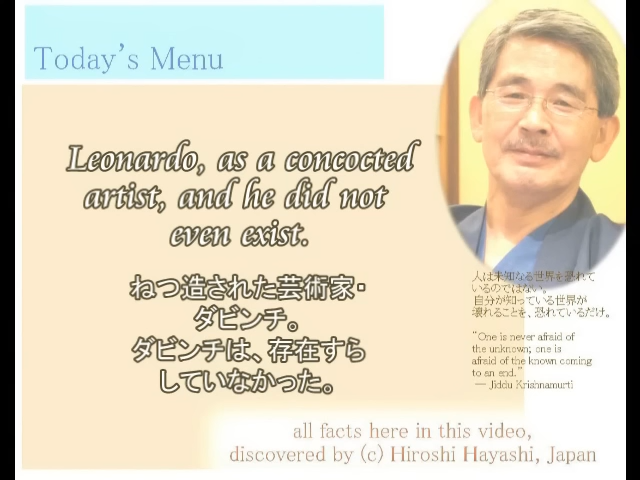 Today's Menu
Leonardo, as a concocted
artist, and he did not
even exist.
ねつ造された芸術家・
ダビンチ。
ダビンチは、存在すら
していなかった。
人は未知なる世界を恐れて
いるのではない。
自分が知っている世界が
壊れることを、恐れているだけ。
"One is never afraid of
the unknown; one is
afraid of the known coming
to an end."
― Jiddu Krishnamurti
all facts here in this video,
discovered by (c) Hiroshi Hayashi, Japan